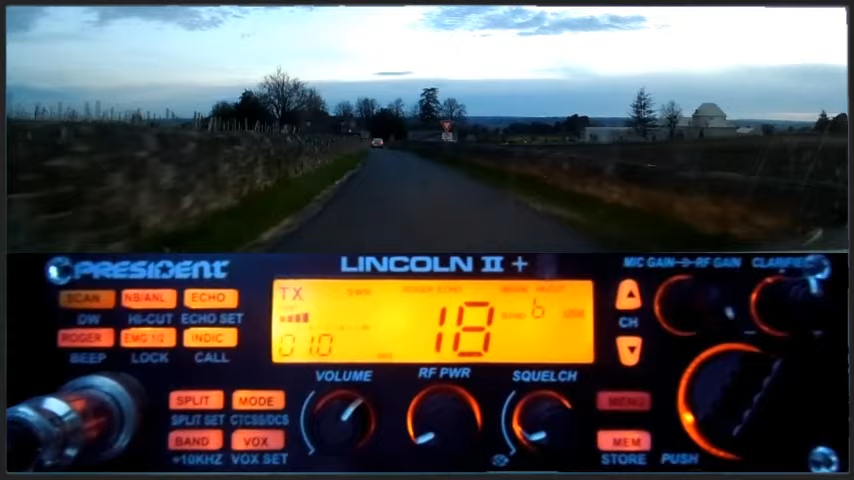 PRESIDENT LINCOLN II + MIC GAIN RF GAIN CLARIFIER
SCAN NB/ANL ECHO
DW HI-CUT ECHO SET
ROGER EMG 1/2 INDIC
BEEP LOCK CALL
TX
18
b
010
CH
VOLUME RF PWR SQUELCH
SPLIT MODE
SPLIT SET CTCSS/DCS
BAND VOX
+10KHZ VOX SET
MENU
MEM
STORE PUSH